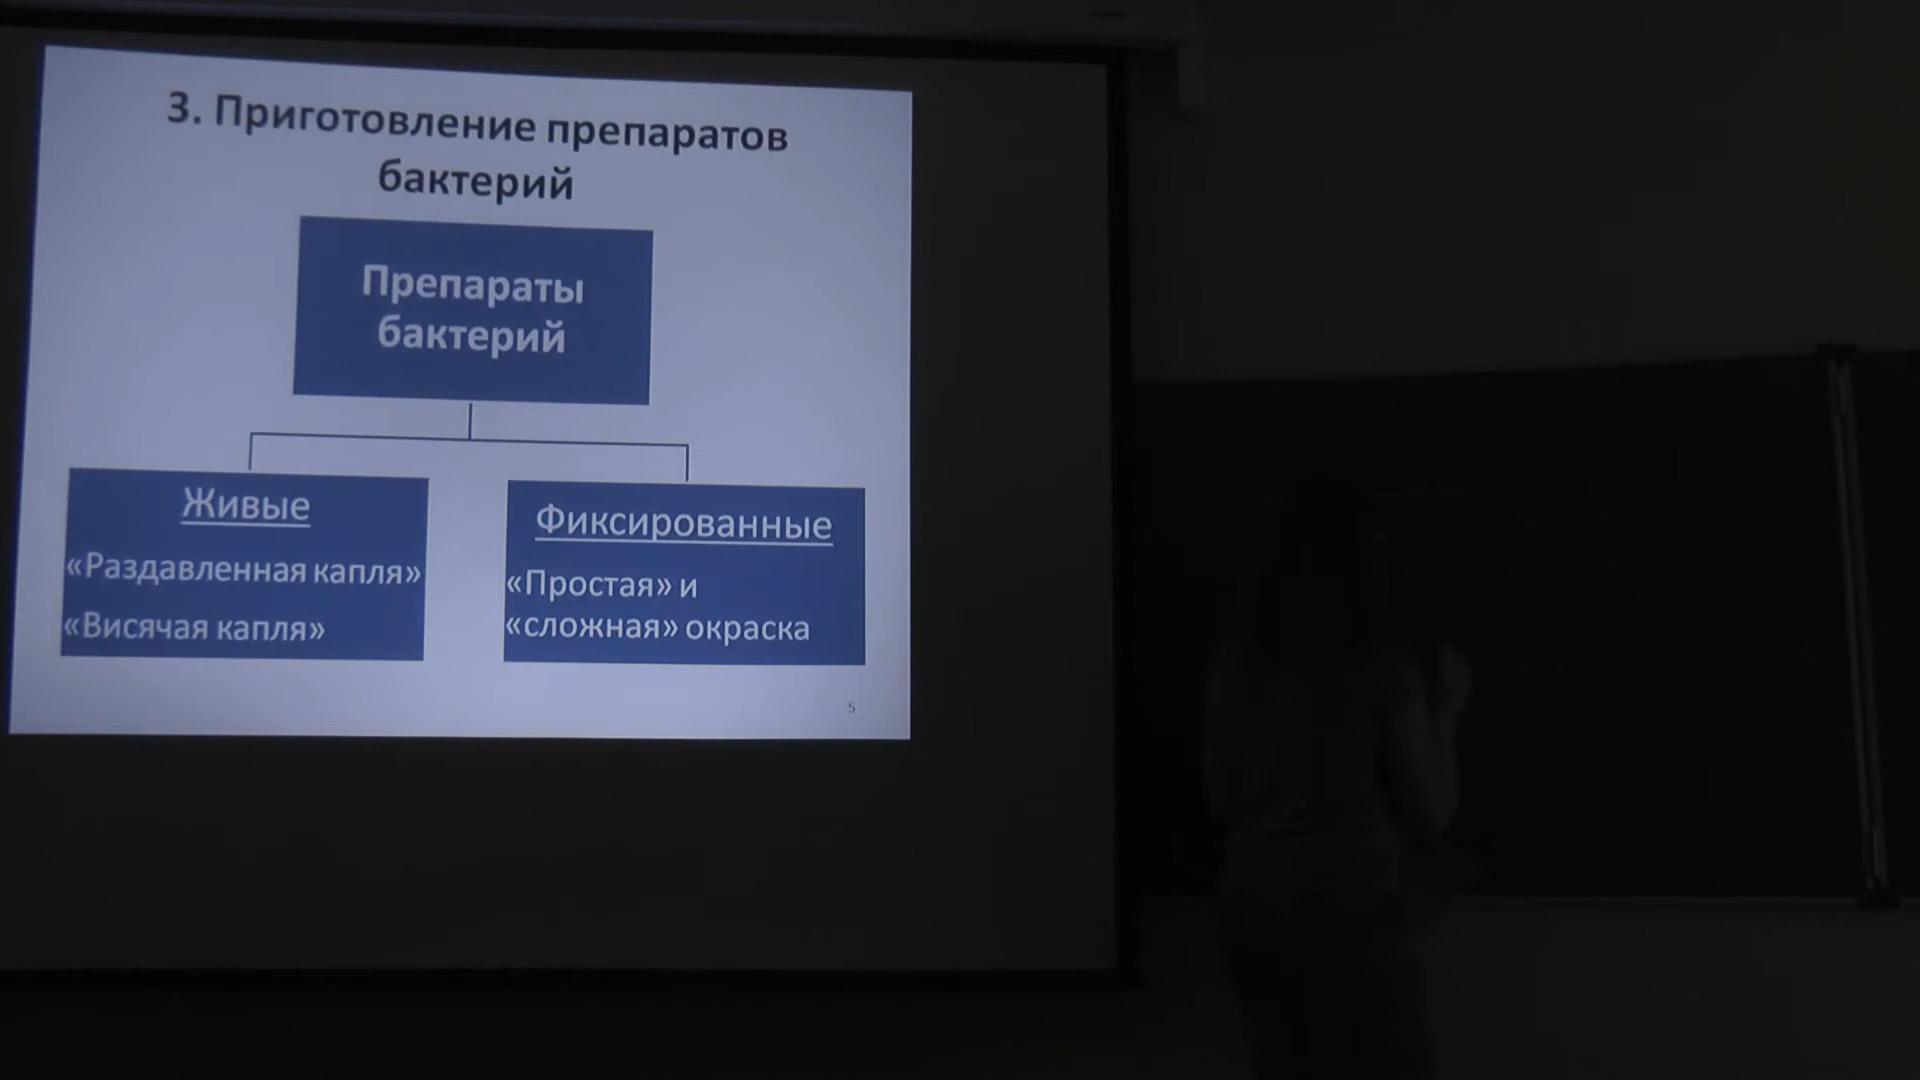 3. Приготовление препаратов
бактерий
Препараты
бактерий
Живые
«Раздавленная капля»
«Висячая капля»
Фиксированные
«Простая» и
«сложная» окраска
5